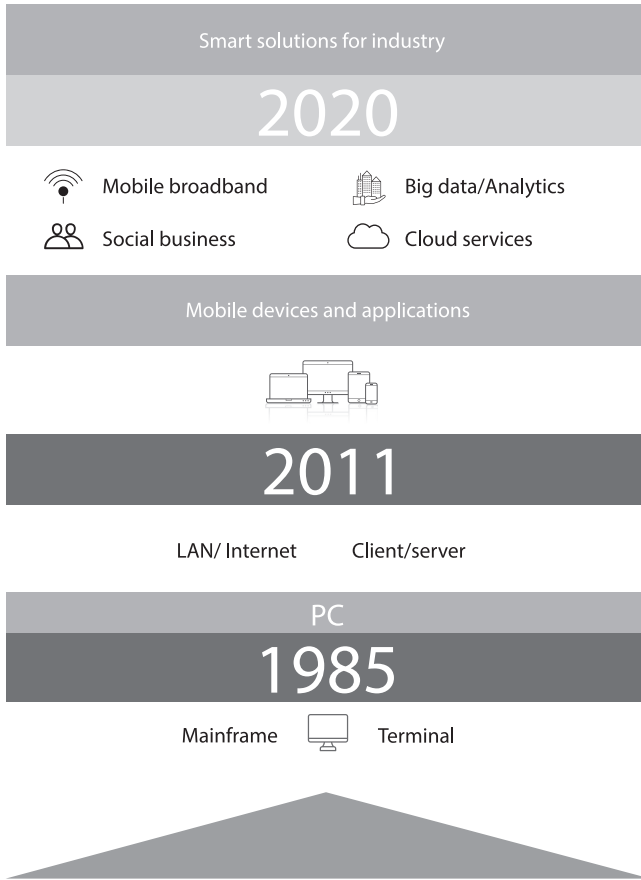 Smart solutions for industry
2020
Mobile broadband Big data/Analytics
Social business Cloud services
Mobile devices and applications
2011
LAN/ Internet Client/server
PC
1985
Mainframe Terminal